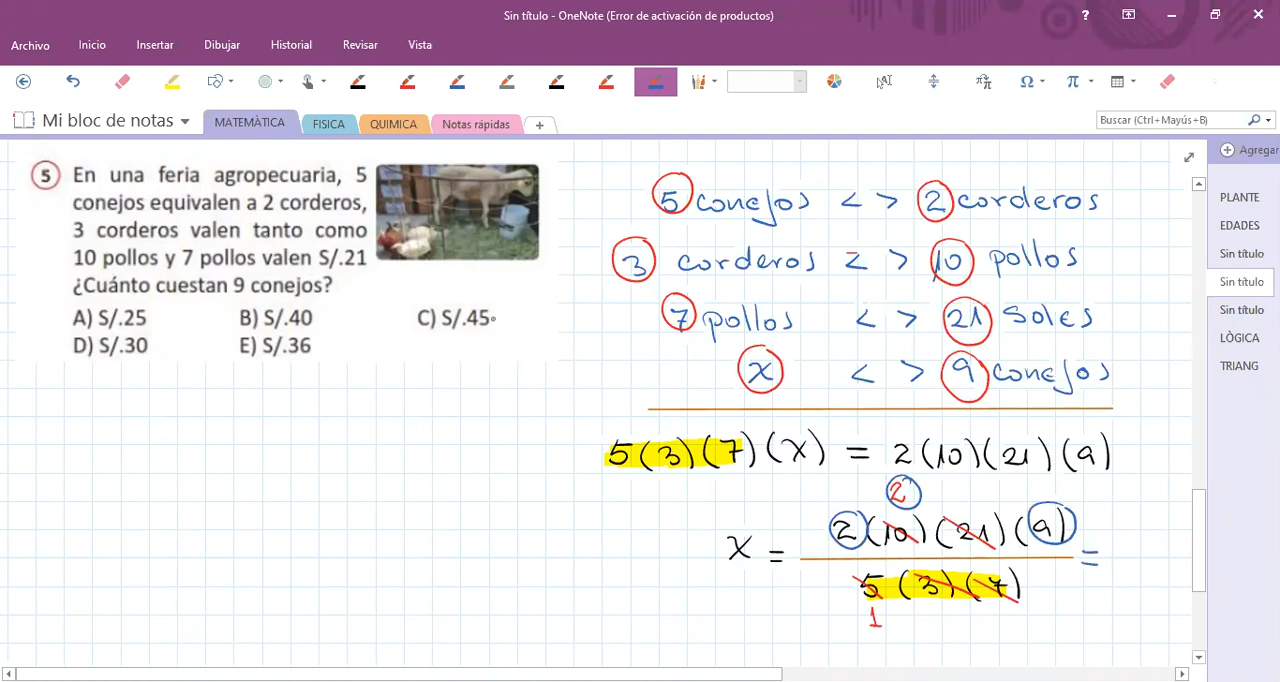 Sin título - OneNote (Error de activación de productos)
?
Archivo Inicio Insertar Dibujar Historial Revisar Vista
Mi bloc de notas
MATEMÀTICA FISICA QUIMICA Notas rápidas +
Buscar (Ctrl+Mayús+B)
Agregar
PLANTE
EDADES
Sin título
Sin título
Sin título
LÒGICA
TRIANG
5 En una feria agropecuaria, 5
conejos equivalen a 2 corderos,
3 corderos valen tanto como
10 pollos y 7 pollos valen S/.21
¿Cuánto cuestan 9 conejos?
A) S/.25 B) S/.40 C) S/.45
D) S/.30 E) S/.36
5 conejos < > 2 corderos
3 corderos < > 10 pollos
7 pollos < > 21 Soles
x < > 9 conejos
5(3)(7)(x) = 2(10)(21)(9)
2
x = 2(10)(21)(9) =
5(3)(7)
1